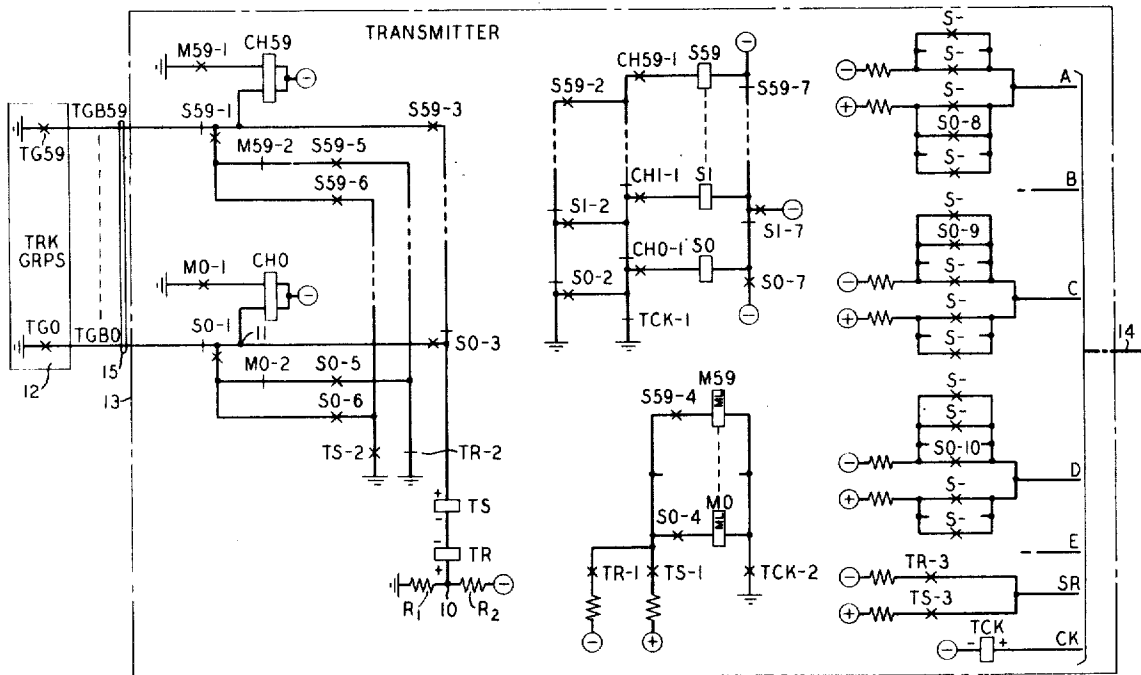 TRANSMITTER
M59-1
CH59
TGB59
S59-1
S59-3
TG59
M59-2
S59-5
S59-6
TRK
GRPS
M0-1
CH0
TG0
TGB0
S0-1
11
S0-3
12
15
13
M0-2
S0-5
S0-6
TS-2
TR-2
+
TS
-
-
TR
+
R1
10
R2
CH59-1
S59
S59-2
S59-7
CH1-1
S1
S1-2
S1-7
CH0-1
S0
S0-2
S0-7
TCK-1
S59-4
M59
ML
M0
ML
S0-4
TR-1
TS-1
TCK-2
-
+
S-
S-
S-
S0-8
S-
A
B
S-
S0-9
S-
S-
S-
C
14
S-
S-
S0-10
S-
S-
D
E
TR-3
SR
TS-3
TCK
- +
CK